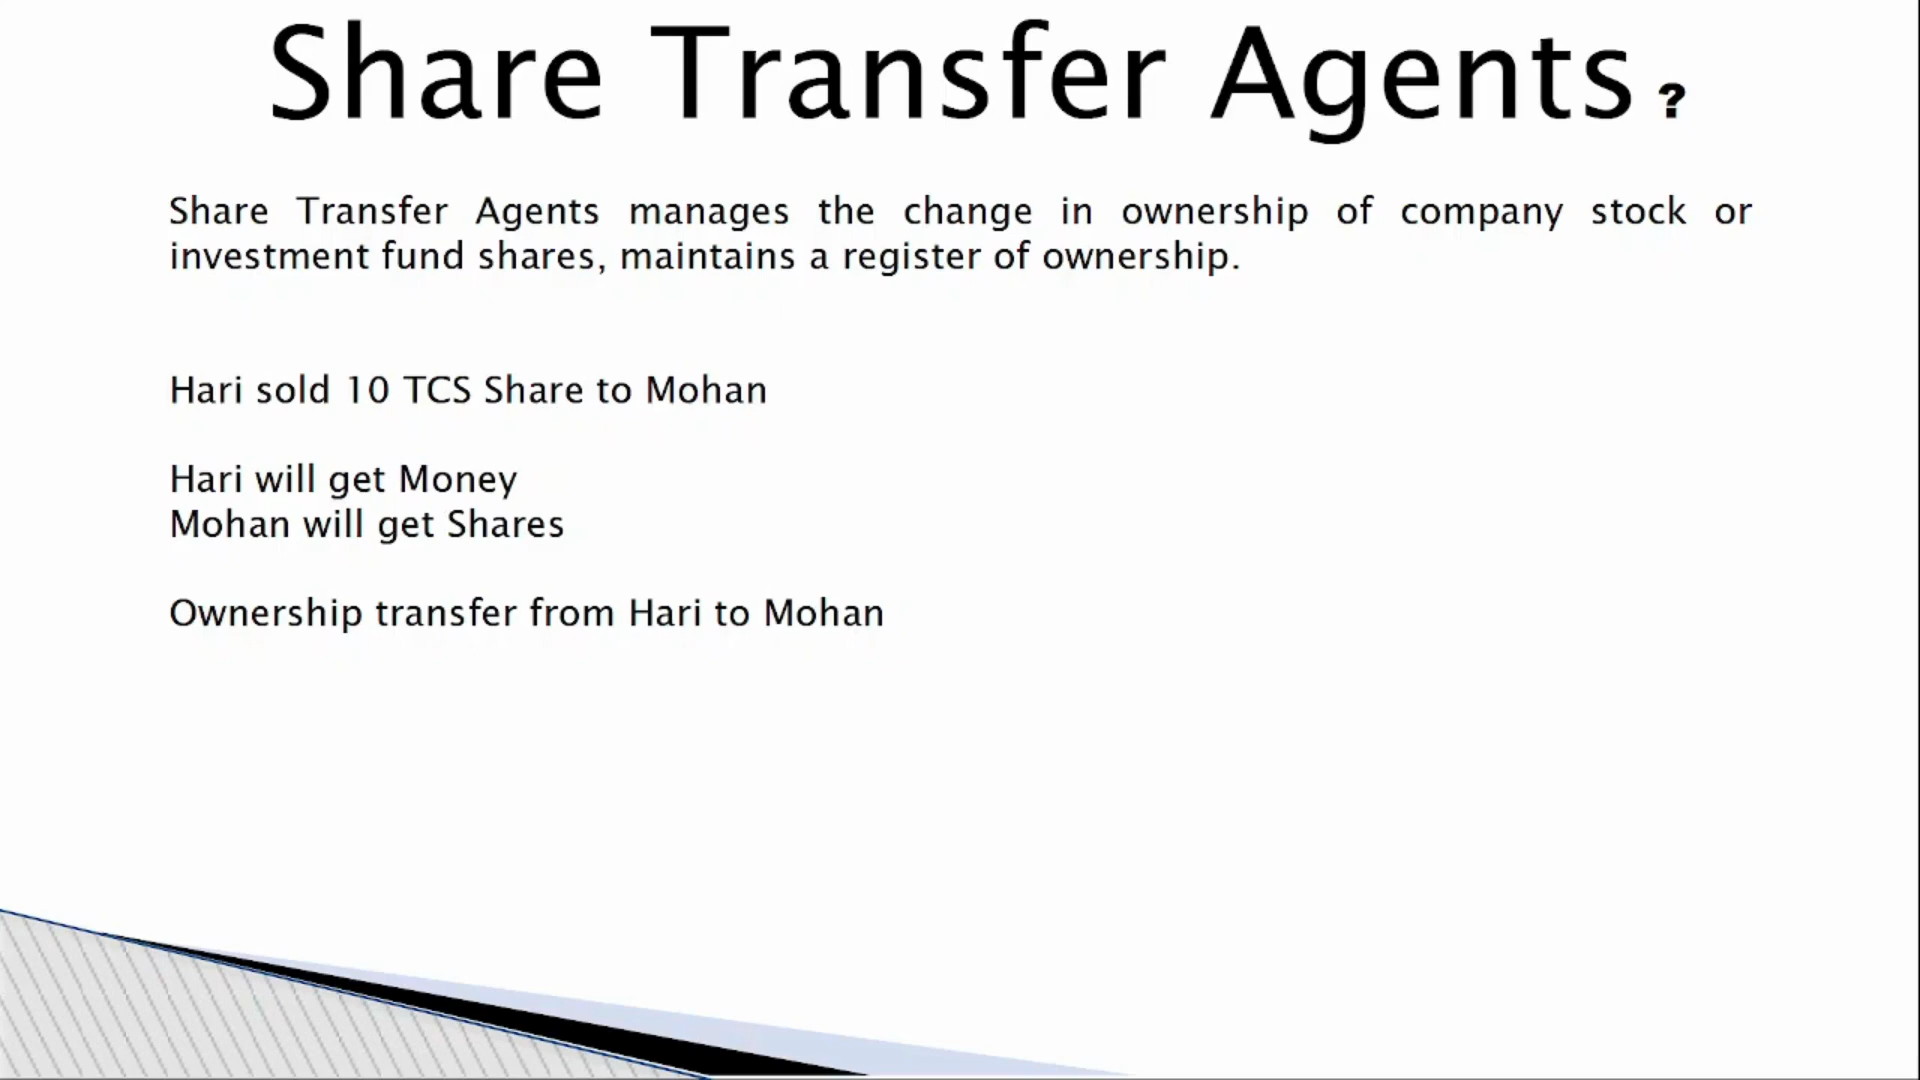 Share Transfer Agents ?
Share Transfer Agents manages the change in ownership of company stock or
investment fund shares, maintains a register of ownership.
Hari sold 10 TCS Share to Mohan
Hari will get Money
Mohan will get Shares
Ownership transfer from Hari to Mohan